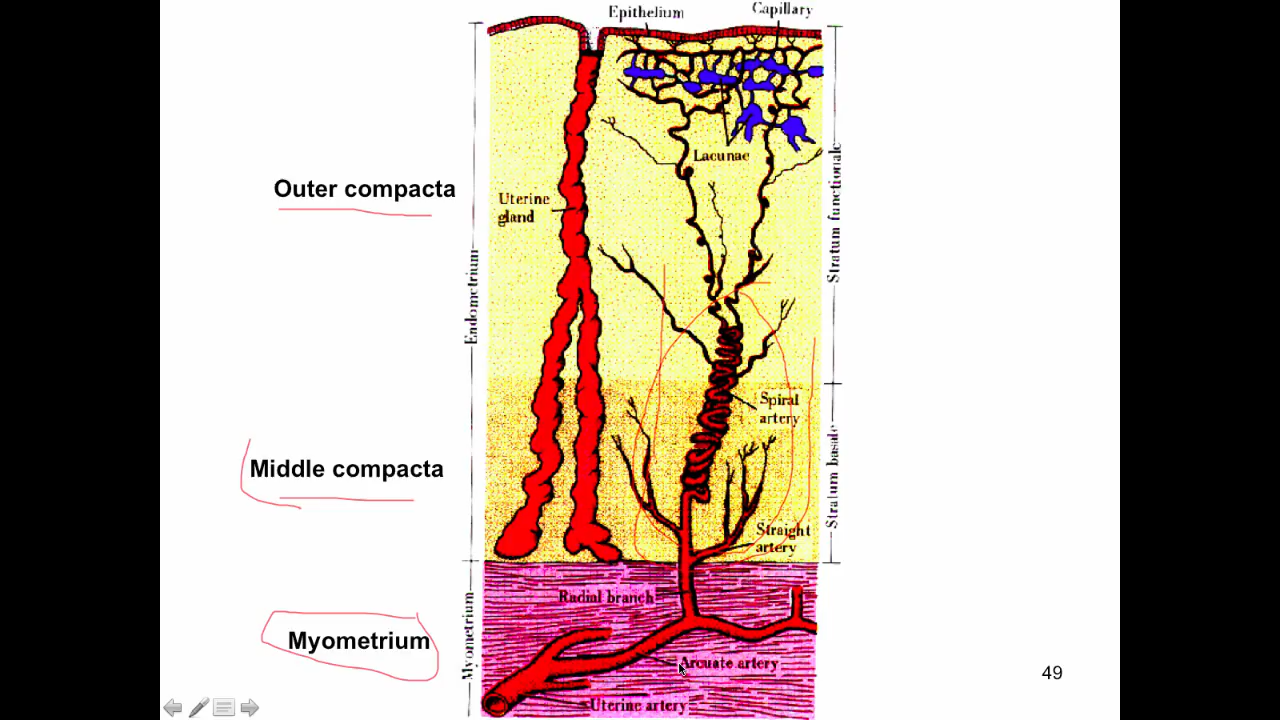 Epithelium
Capillary
Outer compacta
Uterine
gland
Lacunae
Endometrium
Stratum functionale
Spiral
artery
Middle compacta
Stratum basale
Straight
artery
Radial branch
Myometrium
Myometrium
Arcuate artery
Uterine artery
49